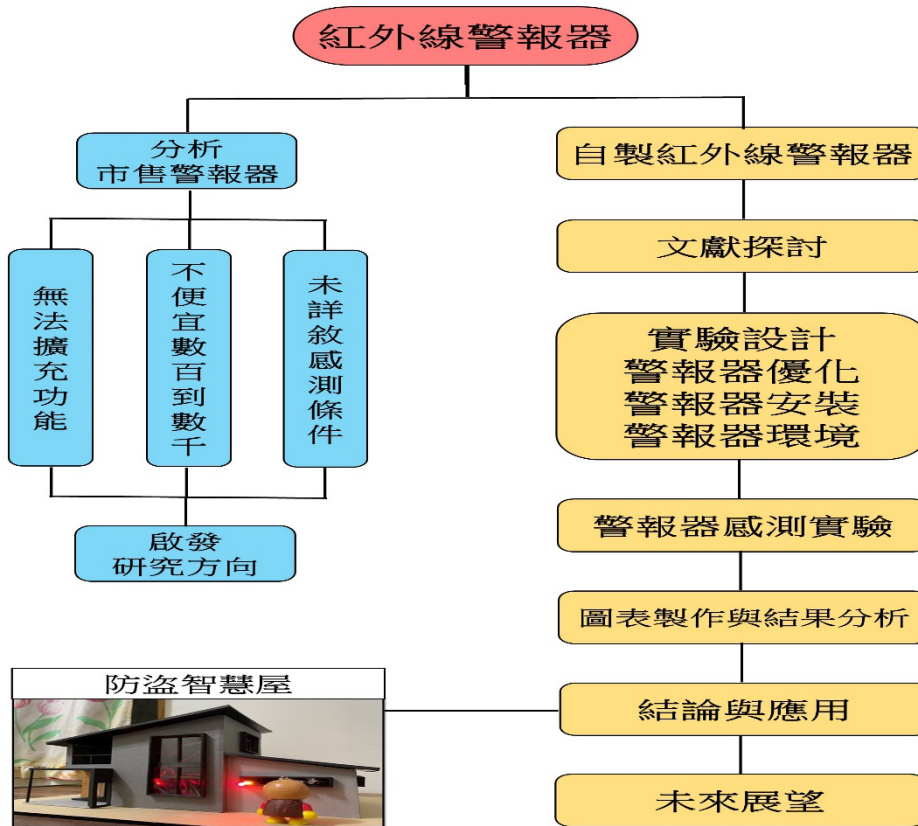 紅外線警報器
分析
市售警報器
無法擴充功能
不便宜數百到數千
未詳敘感測條件
啟發
研究方向
自製紅外線警報器
文獻探討
實驗設計
警報器優化
警報器安裝
警報器環境
警報器感測實驗
圖表製作與結果分析
結論與應用
防盜智慧屋
未來展望